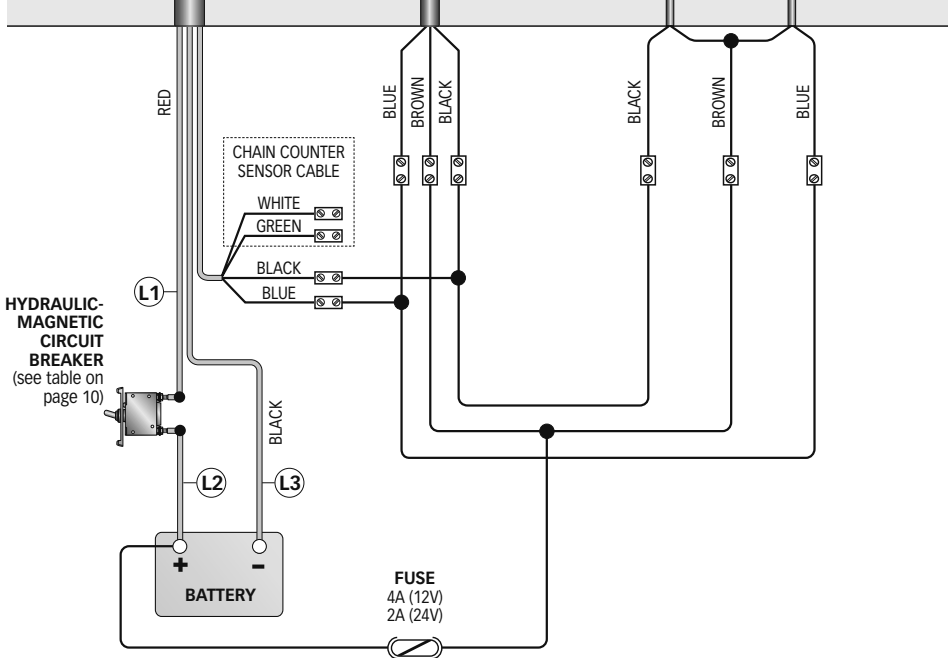 RED
BLUE
BROWN
BLACK
BLACK
BROWN
BLUE
CHAIN COUNTER
SENSOR CABLE
WHITE
GREEN
BLACK
BLUE
L1
HYDRAULIC-
MAGNETIC
CIRCUIT
BREAKER
(see table on
page 10)
BLACK
L2
L3
+
-
BATTERY
FUSE
4A (12V)
2A (24V)